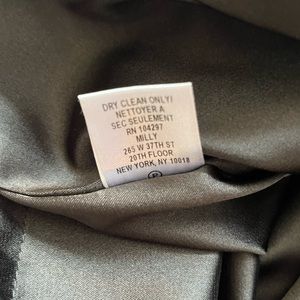 DRY CLEAN ONLY/
NETTOYER A
SEC SEULEMENT
RN 104297
MILLY
265 W 37TH ST
20TH FLOOR
NEW YORK, NY. 10018
P